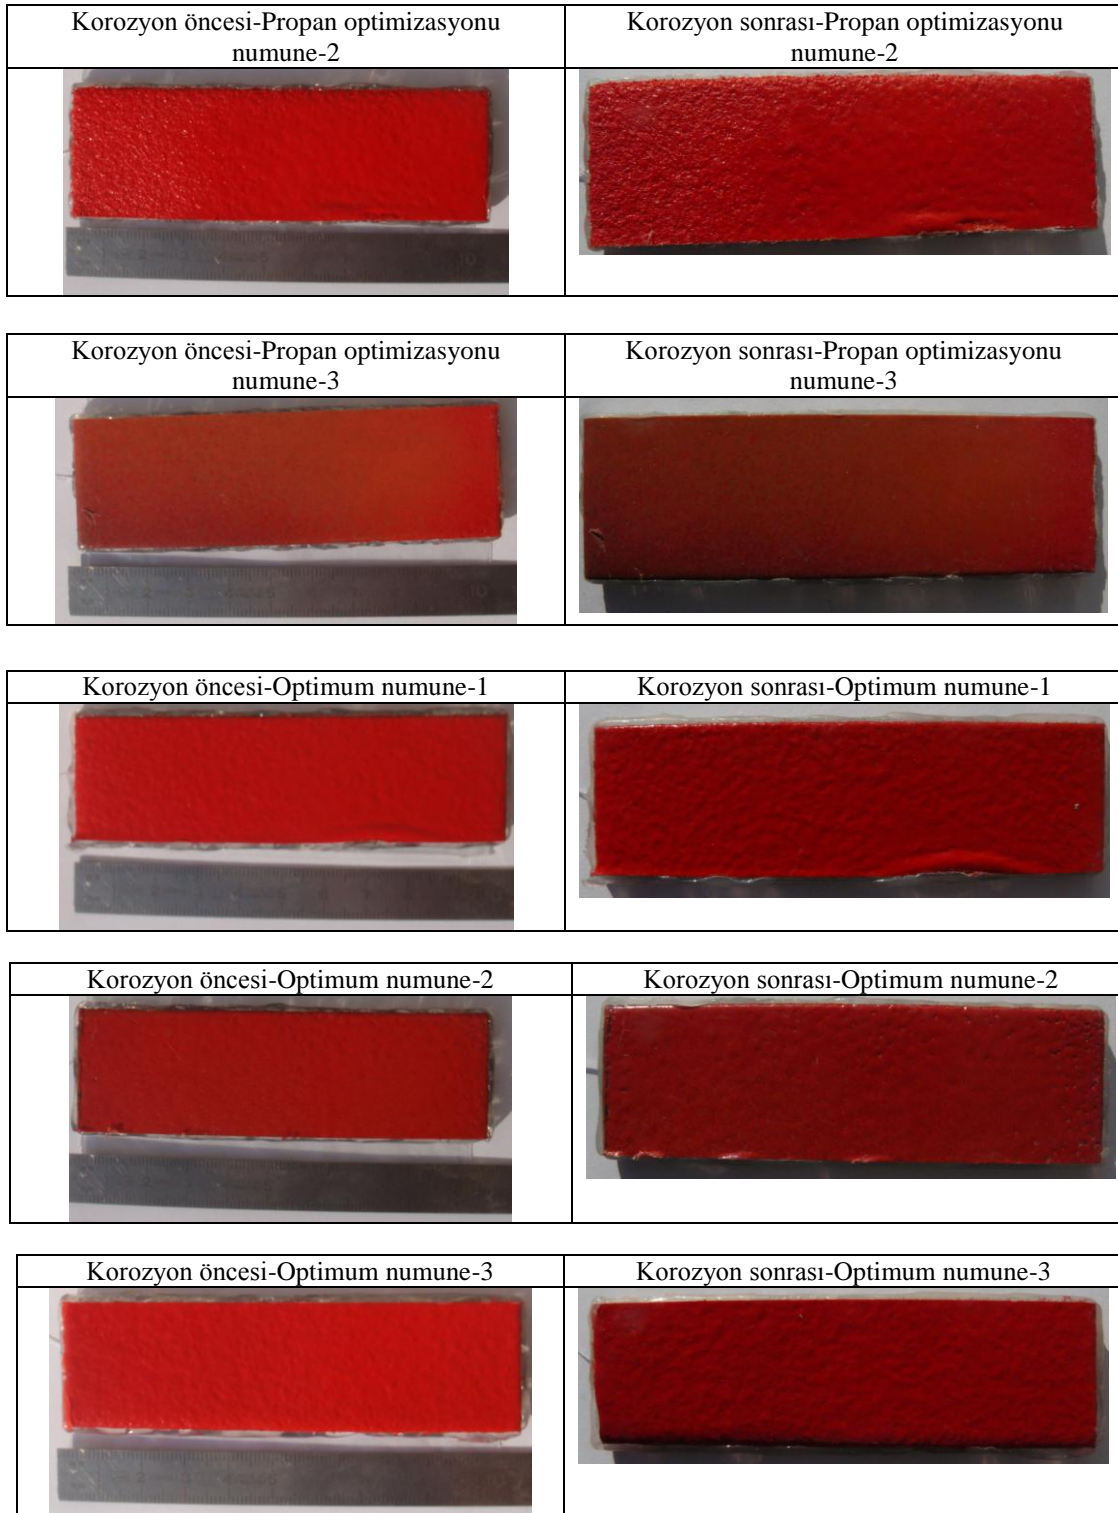 Korozyon öncesi-Propan optimizasyonu
numune-2
Korozyon sonrası-Propan optimizasyonu
numune-2
10
Korozyon öncesi-Propan optimizasyonu
numune-3
Korozyon sonrası-Propan optimizasyonu
numune-3
10
Korozyon öncesi-Optimum numune-1
Korozyon sonrası-Optimum numune-1
Korozyon öncesi-Optimum numune-2
Korozyon sonrası-Optimum numune-2
Korozyon öncesi-Optimum numune-3
Korozyon sonrası-Optimum numune-3